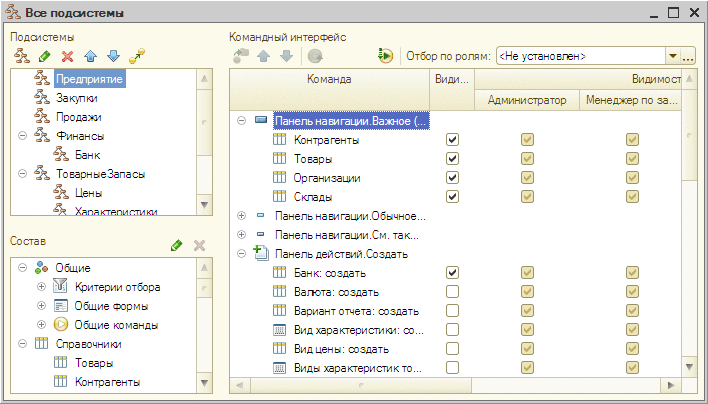 Все подсистемы
Подсистемы
Предприятие
Закупки
Продажи
Финансы
Банк
ТоварныеЗапасы
Цены
Характеристики
Состав
Общие
Критерии отбора
Общие формы
Общие команды
Справочники
Товары
Контрагенты
Командный интерфейс
Отбор по ролям: <Не установлен>
Команда Види... Видимост
Администратор Менеджер по за...
Панель навигации.Важное (...
Контрагенты
Товары
Организации
Склады
Панель навигации.Обычное...
Панель навигации.См. так...
Панель действий.Создать
Банк: создать
Валюта: создать
Вариант отчета: создать
Вид характеристики: со...
Вид цены: создать
Виды характеристик то...